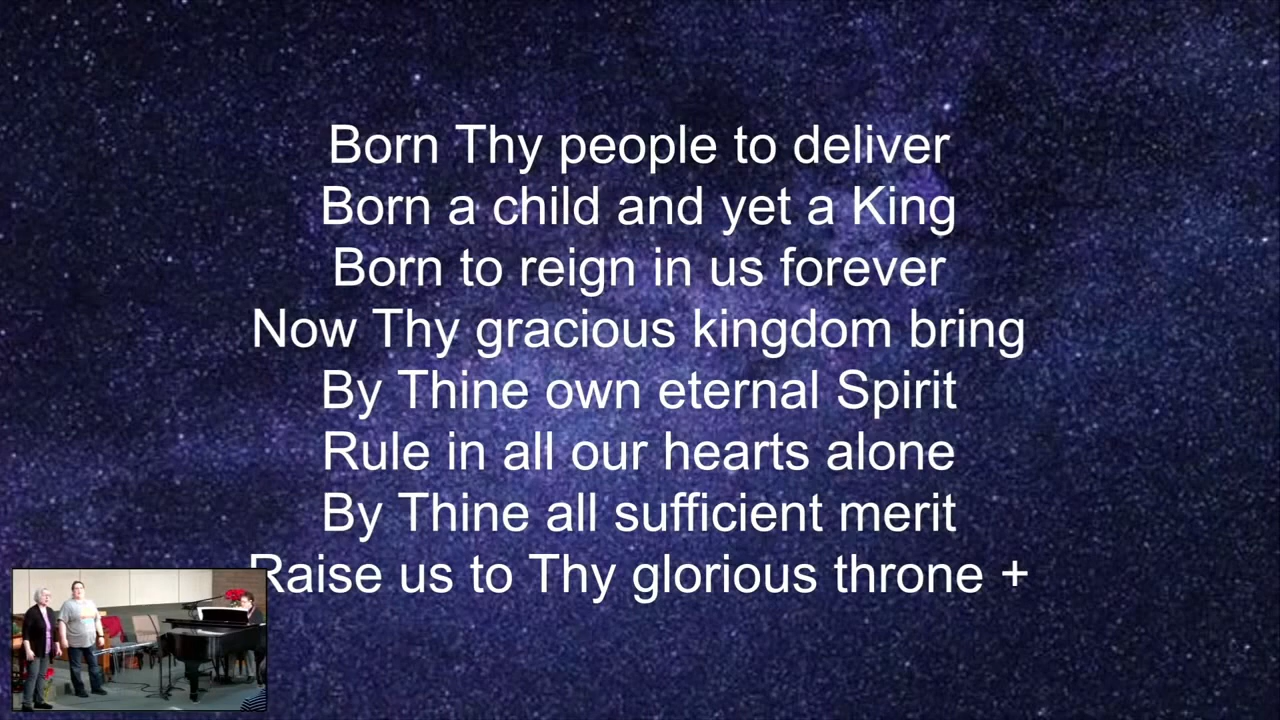 Born Thy people to deliver
Born a child and yet a King
Born to reign in us forever
Now Thy gracious kingdom bring
By Thine own eternal Spirit
Rule in all our hearts alone
By Thine all sufficient merit
Raise us to Thy glorious throne +